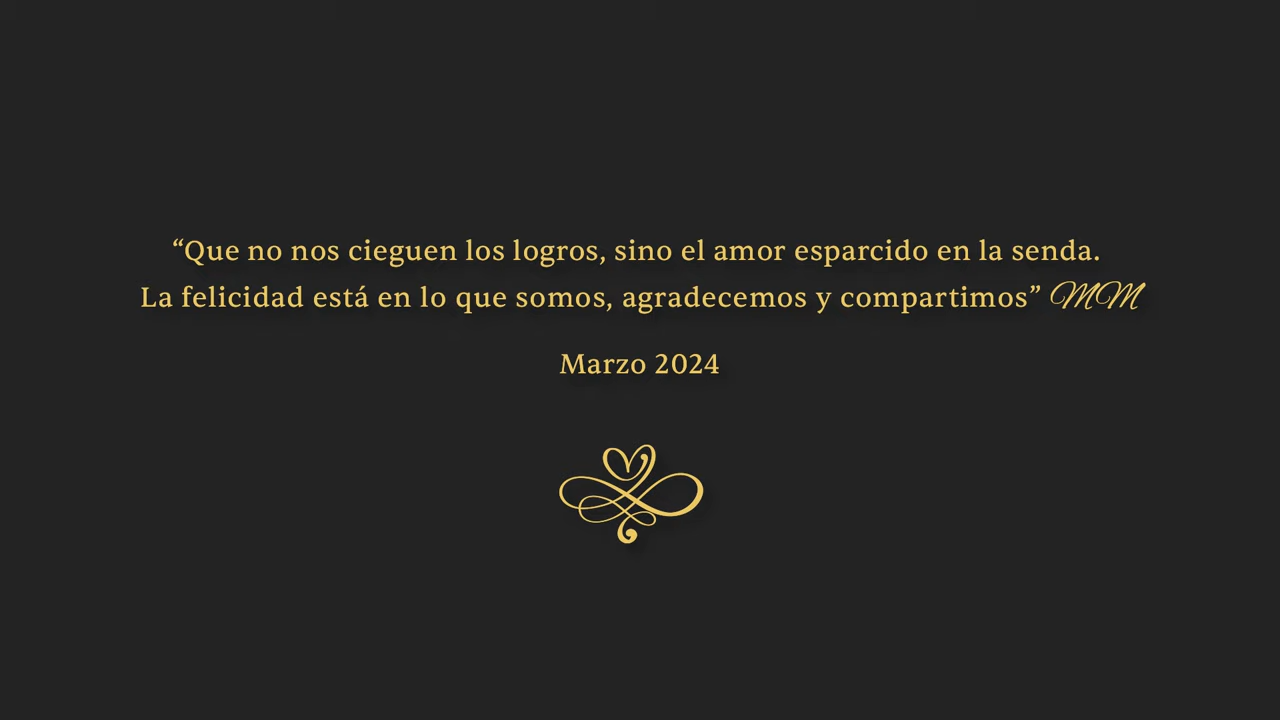 “Que no nos cieguen los logros, sino el amor esparcido en la senda.
La felicidad está en lo que somos, agradecemos y compartimos” MM
Marzo 2024